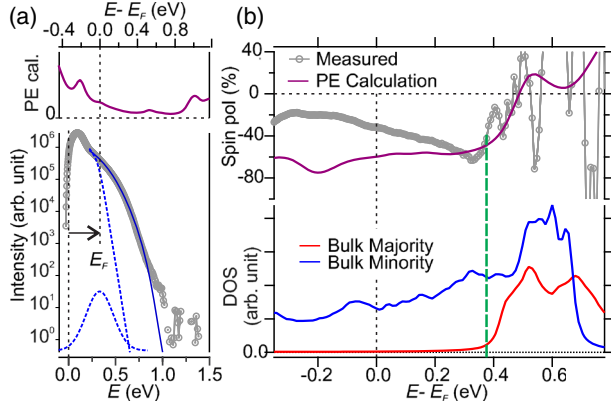 (a)
E- E_F (eV)
-0.4 0.0 0.4 0.8
PE cal.
0
Intensity (arb. unit)
10^6
10^5
10^4
10^3
10^2
10^1
10^0
E_F
0.0 0.5 1.0 1.5
E (eV)
(b)
Spin pol (%)
40
0
-40
-75
Measured
PE Calculation
DOS
(arb. unit)
0.0
Bulk Majority
Bulk Minority
-0.2 0.0 0.2 0.4 0.6
E- E_F (eV)